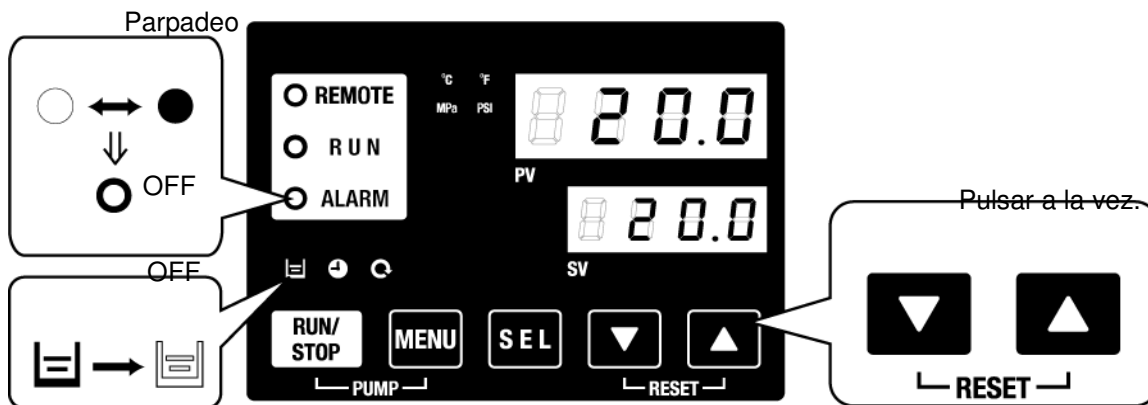 Parpadeo
OFF
OFF
REMOTE
RUN
ALARM
°C °F
MPa PSI
20.0
PV
20.0
SV
RUN/
STOP
MENU
SEL
PUMP
RESET
Pulsar a la vez.
RESET